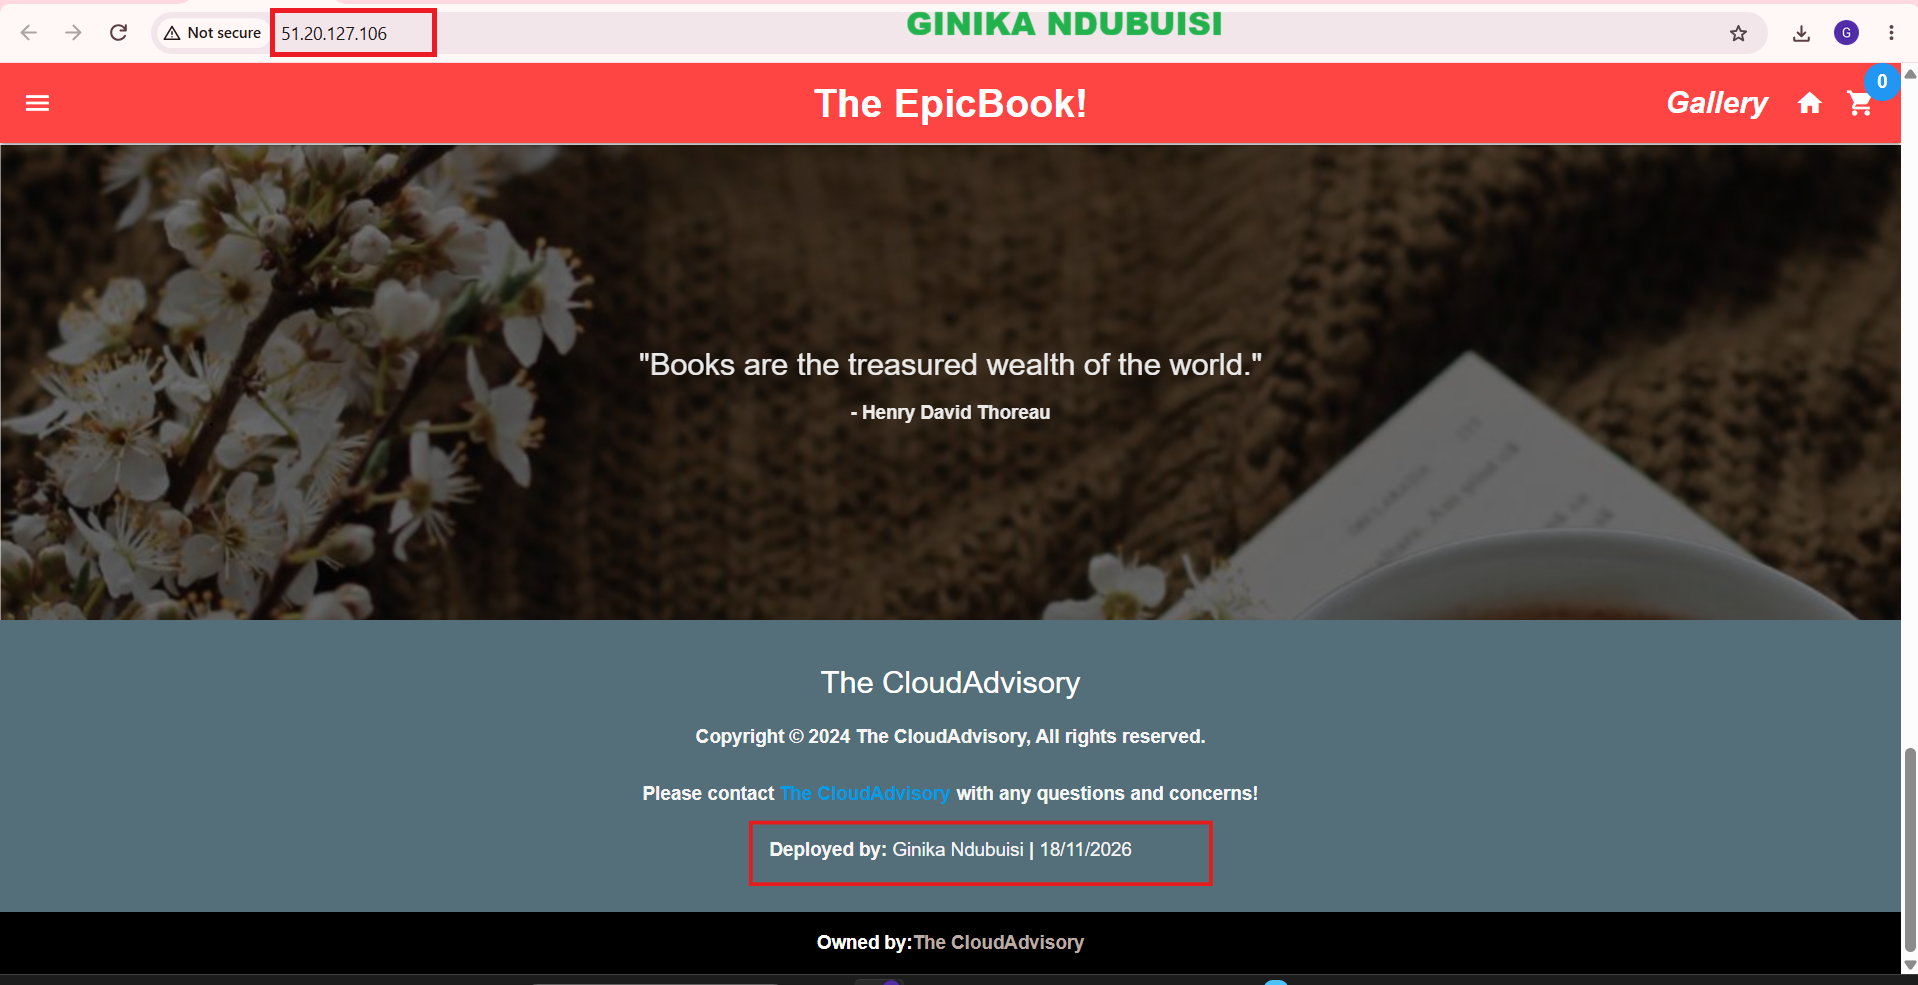 Not secure
51.20.127.106
GINIKA NDUBUISI
G
The EpicBook!
Gallery
0
"Books are the treasured wealth of the world."
- Henry David Thoreau
The CloudAdvisory
Copyright © 2024 The CloudAdvisory, All rights reserved.
Please contact The CloudAdvisory with any questions and concerns!
Deployed by: Ginika Ndubuisi | 18/11/2026
Owned by:The CloudAdvisory